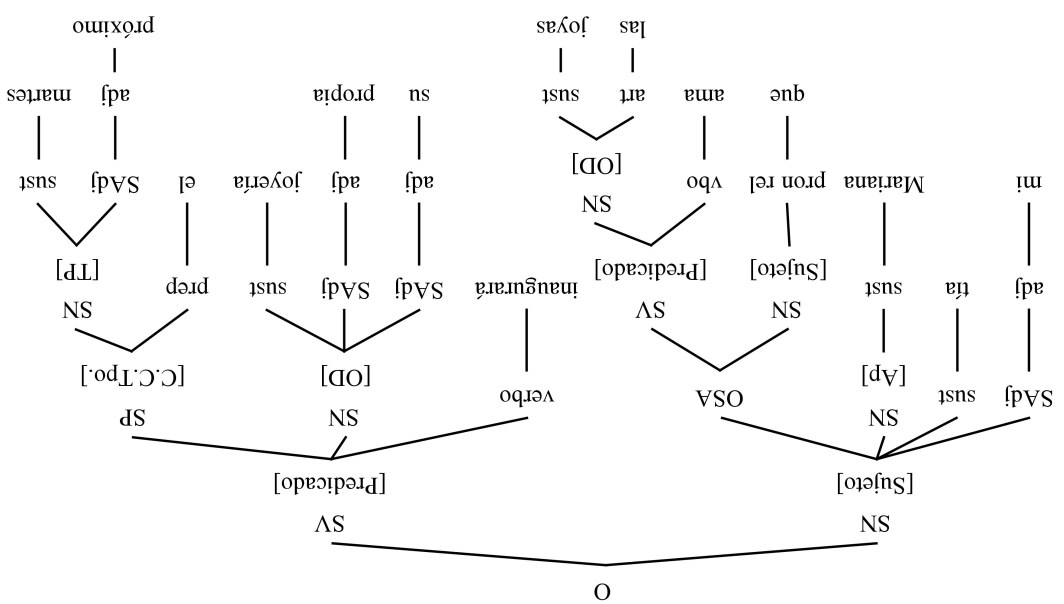 O
SN SV
[Sujeto] [Predicado]
SAdj sust SN OSA verbo SN SP
[Ap] [OD] [C.C.Tpo.]
SN SV SN
adj tía sust inaugurará SAdj SAdj sust prep
[Sujeto] [Predicado] [TP]
SN
mi Mariana pron rel vbo adj adj joyería el SAdj sust
[OD]
que ama art sust su propia adj martes
las joyas próximo